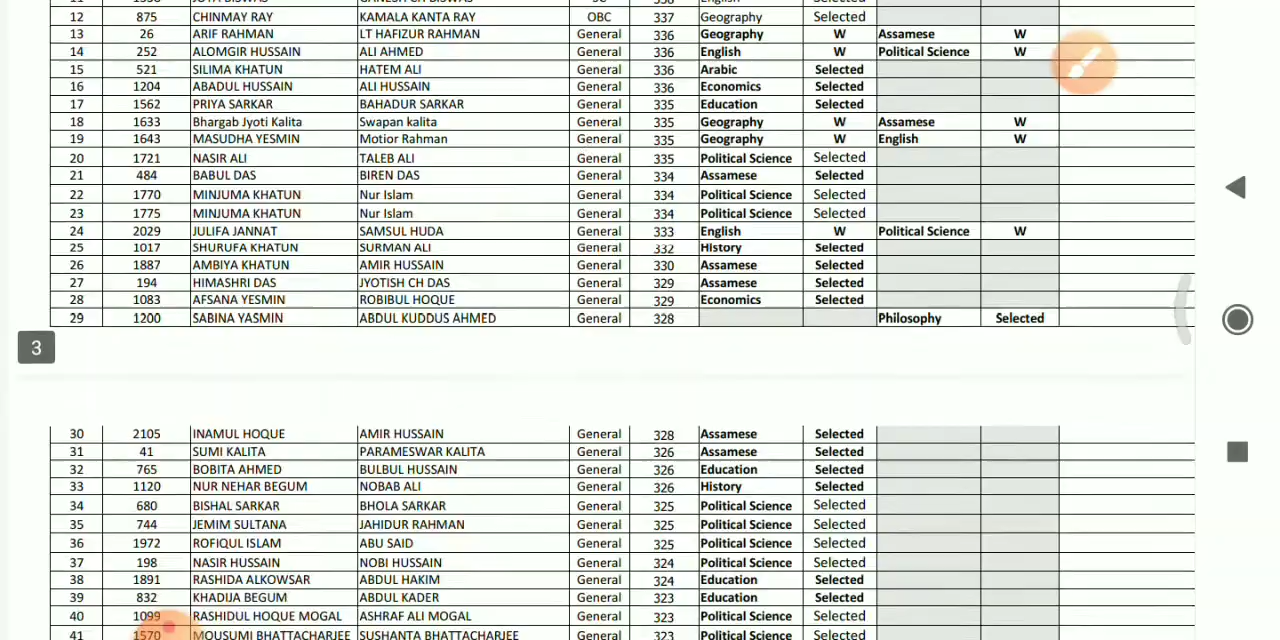 12 875 CHINMAY RAY KAMALA KANTA RAY OBC 337 Geography Selected
13 26 ARIF RAHMAN LT HAFIZUR RAHMAN General 336 Geography W Assamese W
14 252 ALOMGIR HUSSAIN ALI AHMED General 336 English W Political Science W
15 521 SILIMA KHATUN HATEM ALI General 336 Arabic Selected
16 1204 ABADUL HUSSAIN ALI HUSSAIN General 336 Economics Selected
17 1562 PRIYA SARKAR BAHADUR SARKAR General 335 Education Selected
18 1633 Bhargab Jyoti Kalita Swapan kalita General 335 Geography W Assamese W
19 1643 MASUDHA YESMIN Motior Rahman General 335 Geography W English W
20 1721 NASIR ALI TALEB ALI General 335 Political Science Selected
21 484 BABUL DAS BIREN DAS General 334 Assamese Selected
22 1770 MINJUMA KHATUN Nur Islam General 334 Political Science Selected
23 1775 MINJUMA KHATUN Nur Islam General 334 Political Science Selected
24 2029 JULIFA JANNAT SAMSUL HUDA General 333 English W Political Science W
25 1017 SHURUFA KHATUN SURMAN ALI General 332 History Selected
26 1887 AMBIYA KHATUN AMIR HUSSAIN General 330 Assamese Selected
27 194 HIMASHRI DAS JYOTISH CH DAS General 329 Assamese Selected
28 1083 AFSANA YESMIN ROBIBUL HOQUE General 329 Economics Selected
29 1200 SABINA YASMIN ABDUL KUDDUS AHMED General 328 Philosophy Selected
3
30 2105 INAMUL HOQUE AMIR HUSSAIN General 328 Assamese Selected
31 41 SUMI KALITA PARAMESWAR KALITA General 326 Assamese Selected
32 765 BOBITA AHMED BULBUL HUSSAIN General 326 Education Selected
33 1120 NUR NEHAR BEGUM NOBAB ALI General 326 History Selected
34 680 BISHAL SARKAR BHOLA SARKAR General 325 Political Science Selected
35 744 JEMIM SULTANA JAHIDUR RAHMAN General 325 Political Science Selected
36 1972 ROFIQUL ISLAM ABU SAID General 325 Political Science Selected
37 198 NASIR HUSSAIN NOBI HUSSAIN General 324 Political Science Selected
38 1891 RASHIDA ALKOWSAR ABDUL HAKIM General 324 Education Selected
39 832 KHADIJA BEGUM ABDUL KADER General 323 Education Selected
40 1099 RASHIDUL HOQUE MOGAL ASHRAF ALI MOGAL General 323 Political Science Selected
41 1570 MOUSUMI BHATTACHARJEE SUSHANTA BHATTACHARJEE General 323 Political Science Selected